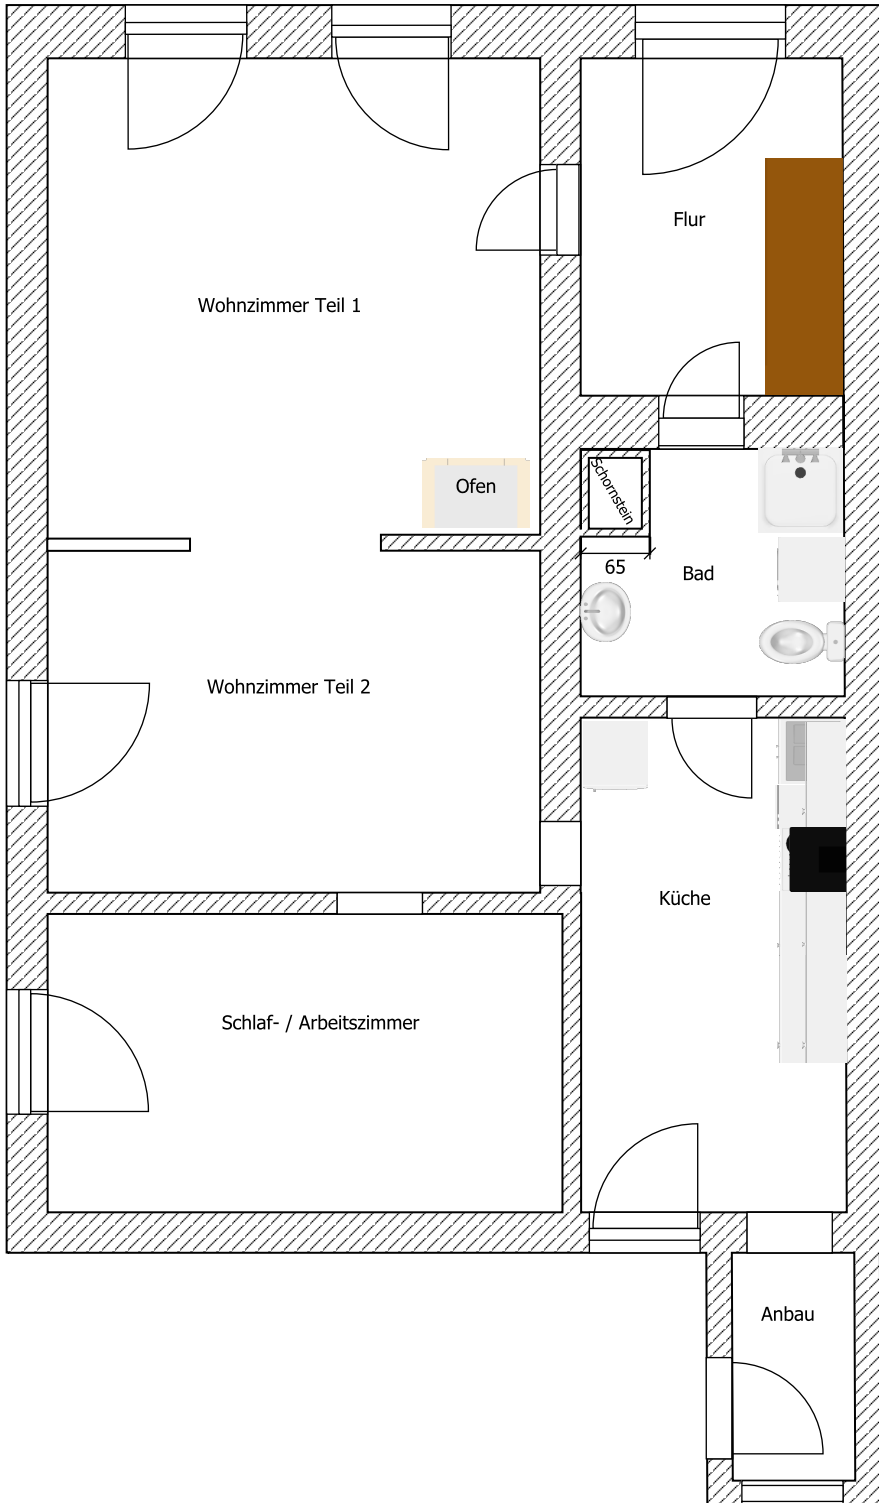 Flur
Wohnzimmer Teil 1
Ofen
Schornstein
65
Bad
Wohnzimmer Teil 2
Küche
Schlaf- / Arbeitszimmer
Anbau